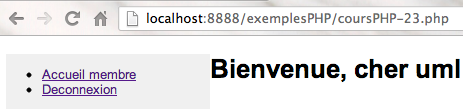 localhost:8888/exemplesPHP/coursPHP-23.php
Accueil membre
Deconnexion
Bienvenue, cher uml